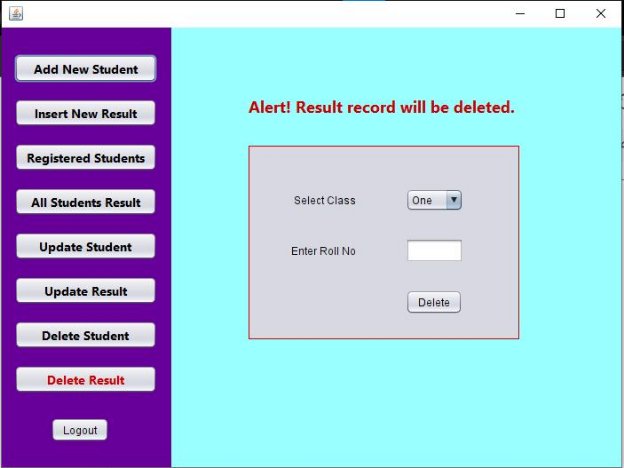 Add New Student
Insert New Result
Registered Students
All Students Result
Update Student
Update Result
Delete Student
Delete Result
Logout
Alert! Result record will be deleted.
Select Class
One
Enter Roll No
Delete